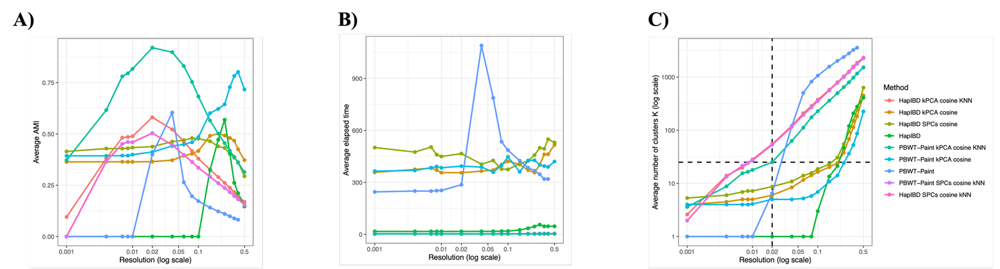 A)
B)
C)
Average AMI
0.75
0.50
0.25
0.00
0.001
0.01
0.02
0.05
0.1
0.5
Resolution (log scale)
Average elapsed time
900
600
300
0
0.001
0.01
0.02
0.05
0.1
0.5
Resolution (log scale)
Average number of clusters K (log scale)
1000
100
10
1
0.001
0.01
0.02
0.05
0.1
0.5
Resolution (log scale)
Method
HapIBD kPCA cosine KNN
HapIBD kPCA cosine
HapIBD SPCs cosine
HapIBD
PBWT−Paint kPCA cosine KNN
PBWT−Paint kPCA cosine
PBWT−Paint
PBWT−Paint SPCs cosine kNN
HapIBD SPCs cosine kNN